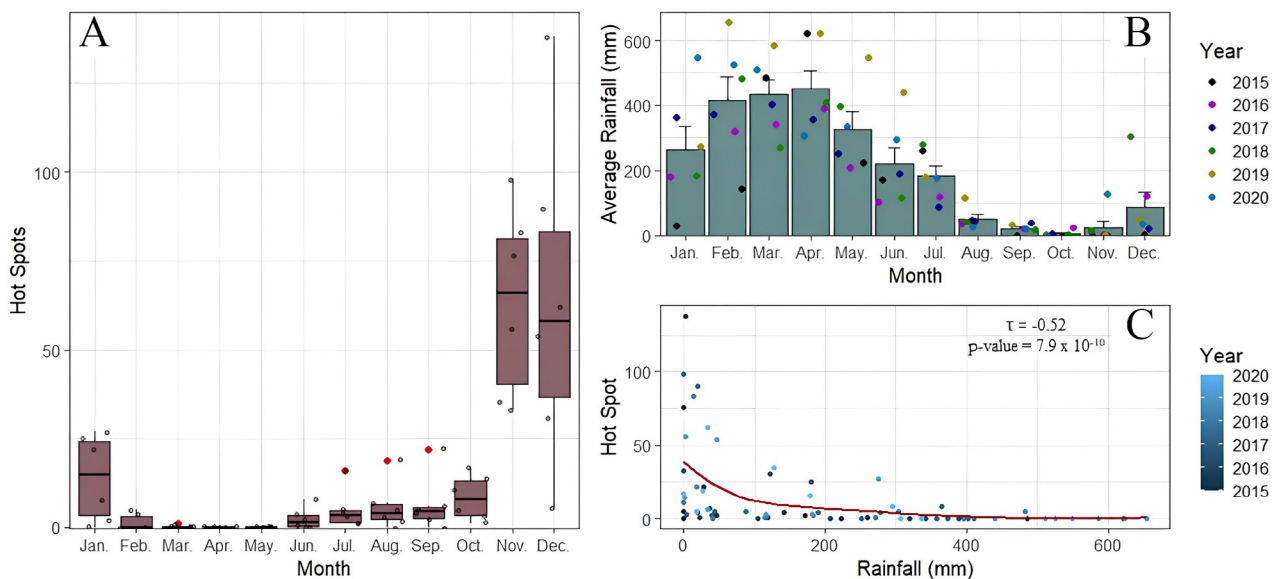 A
Hot Spots
100
50
0
Jan. Feb. Mar. Apr. May. Jun. Jul. Aug. Sep. Oct. Nov. Dec.
Month
B
Average Rainfall (mm)
600
400
200
0
Jan. Feb. Mar. Apr. May. Jun. Jul. Aug. Sep. Oct. Nov. Dec.
Month
Year
2015
2016
2017
2018
2019
2020
C
τ = -0.52
p-value = 7.9 x 10⁻¹⁰
Hot Spot
100
50
0
0 200 400 600
Rainfall (mm)
Year
2020
2019
2018
2017
2016
2015